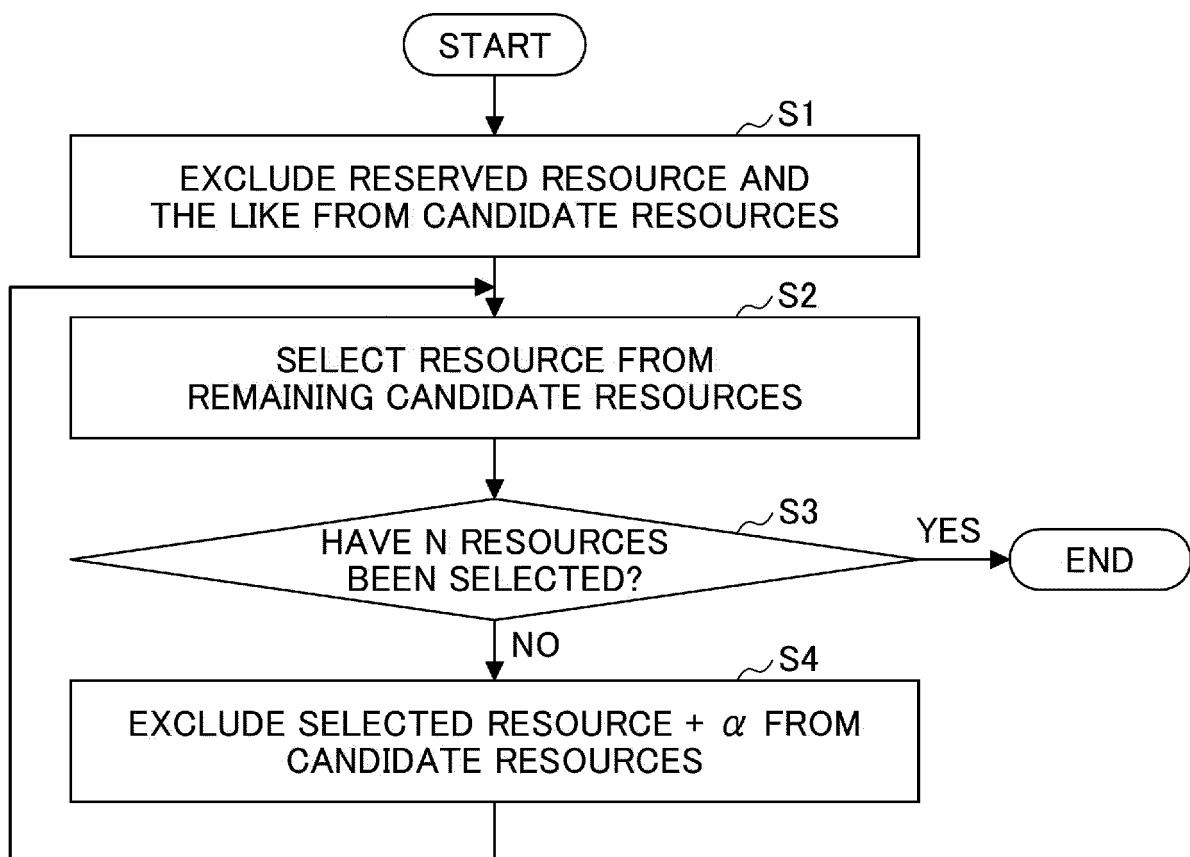 START
S1
EXCLUDE RESERVED RESOURCE AND
THE LIKE FROM CANDIDATE RESOURCES
S2
SELECT RESOURCE FROM
REMAINING CANDIDATE RESOURCES
S3
HAVE N RESOURCES
BEEN SELECTED?
YES
END
NO
S4
EXCLUDE SELECTED RESOURCE + α FROM
CANDIDATE RESOURCES